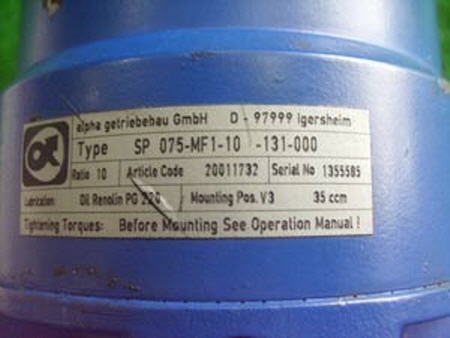 alpha getriebebau GmbH D - 97999 Igersheim
Type SP 075-MF1-10 -131-000
Ratio 10 Article Code 20011732 Serial No 1355585
Lubrication Oil Renolin PG 220 Mounting Pos. V3 35 ccm
Tightening Torques: Before Mounting See Operation Manual !